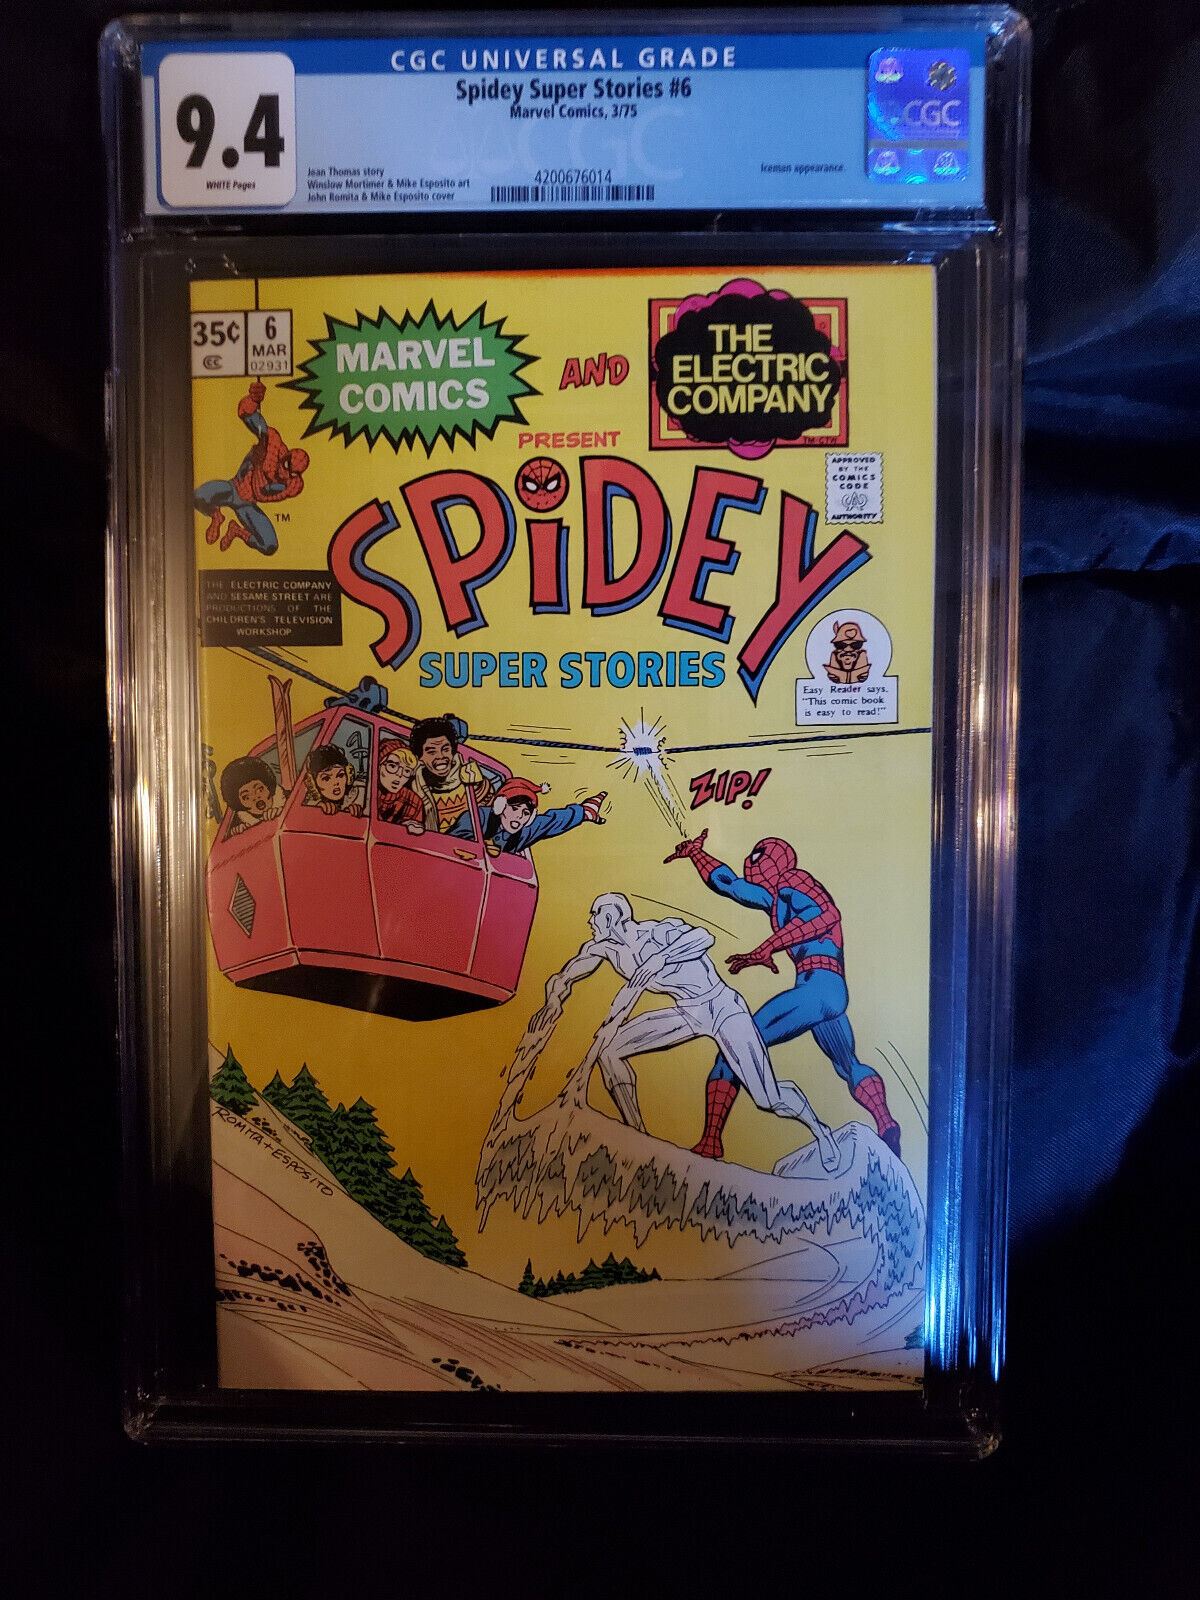 CGC UNIVERSAL GRADE
9.4
WHITE Pages
Spidey Super Stories #6
Marvel Comics, 3/75
Jean Thomas story
Winslow Mortimer & Mike Esposito art
John Romita & Mike Esposito cover
4200676014
Iceman appearance.
CGC
35¢
CC
6
MAR
02931
MARVEL
COMICS
AND
THE
ELECTRIC
COMPANY
TM-CTW
PRESENT
APPROVED
BY THE
COMICS
CODE
AUTHORITY
TM
SPiDEY
SUPER STORIES
THE ELECTRIC COMPANY
AND SESAME STREET ARE
PRODUCTIONS OF THE
CHILDREN'S TELEVISION
WORKSHOP
Easy Reader says.
"This comic book
is easy to read!"
ZIP!
ROMITA + ESPOSITO